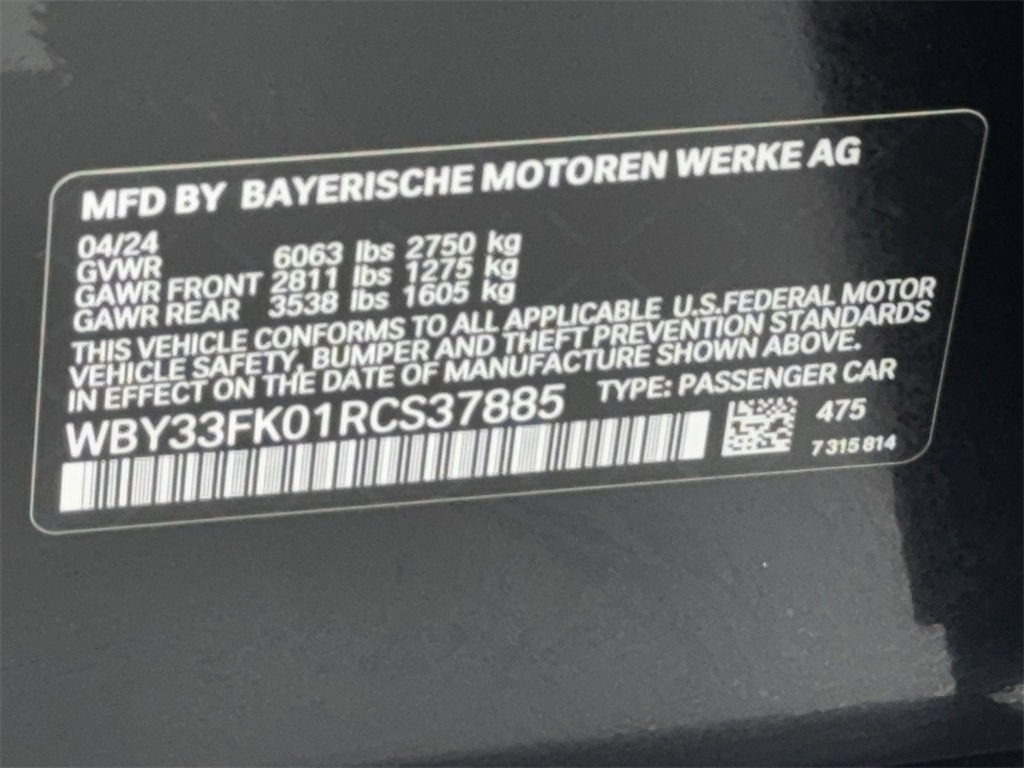 MFD BY BAYERISCHE MOTOREN WERKE AG
04/24
GVWR 6063 lbs 2750 kg
GAWR FRONT 2811 lbs 1275 kg
GAWR REAR 3538 lbs 1605 kg
THIS VEHICLE CONFORMS TO ALL APPLICABLE U.S.FEDERAL MOTOR
VEHICLE SAFETY, BUMPER AND THEFT PREVENTION STANDARDS
IN EFFECT ON THE DATE OF MANUFACTURE SHOWN ABOVE.
WBY33FK01RCS37885 TYPE: PASSENGER CAR
475
7 315 814